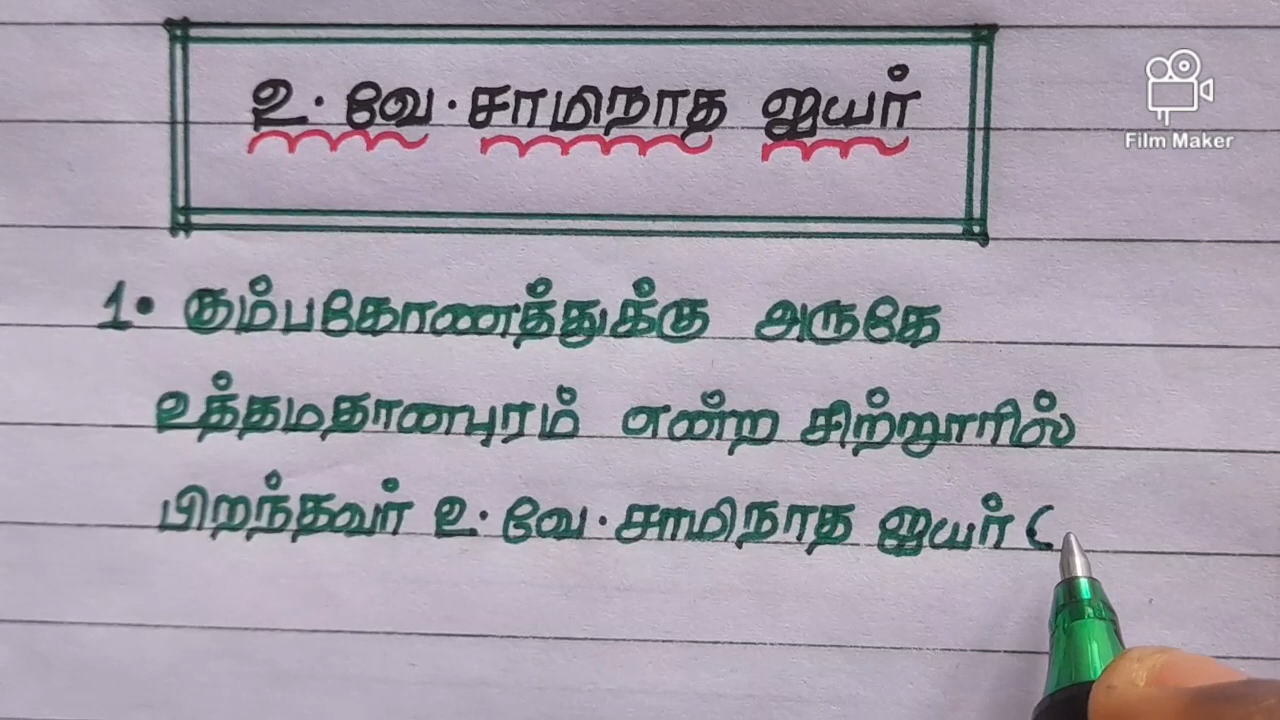 உ. வே. சாமிநாத ஐயர்
Film Maker
1. கும்பகோணத்துக்கு அருகே
உத்தமதானபுரம் என்ற சிற்றூரில்
பிறந்தவர் உ. வே. சாமிநாத ஐயர் (